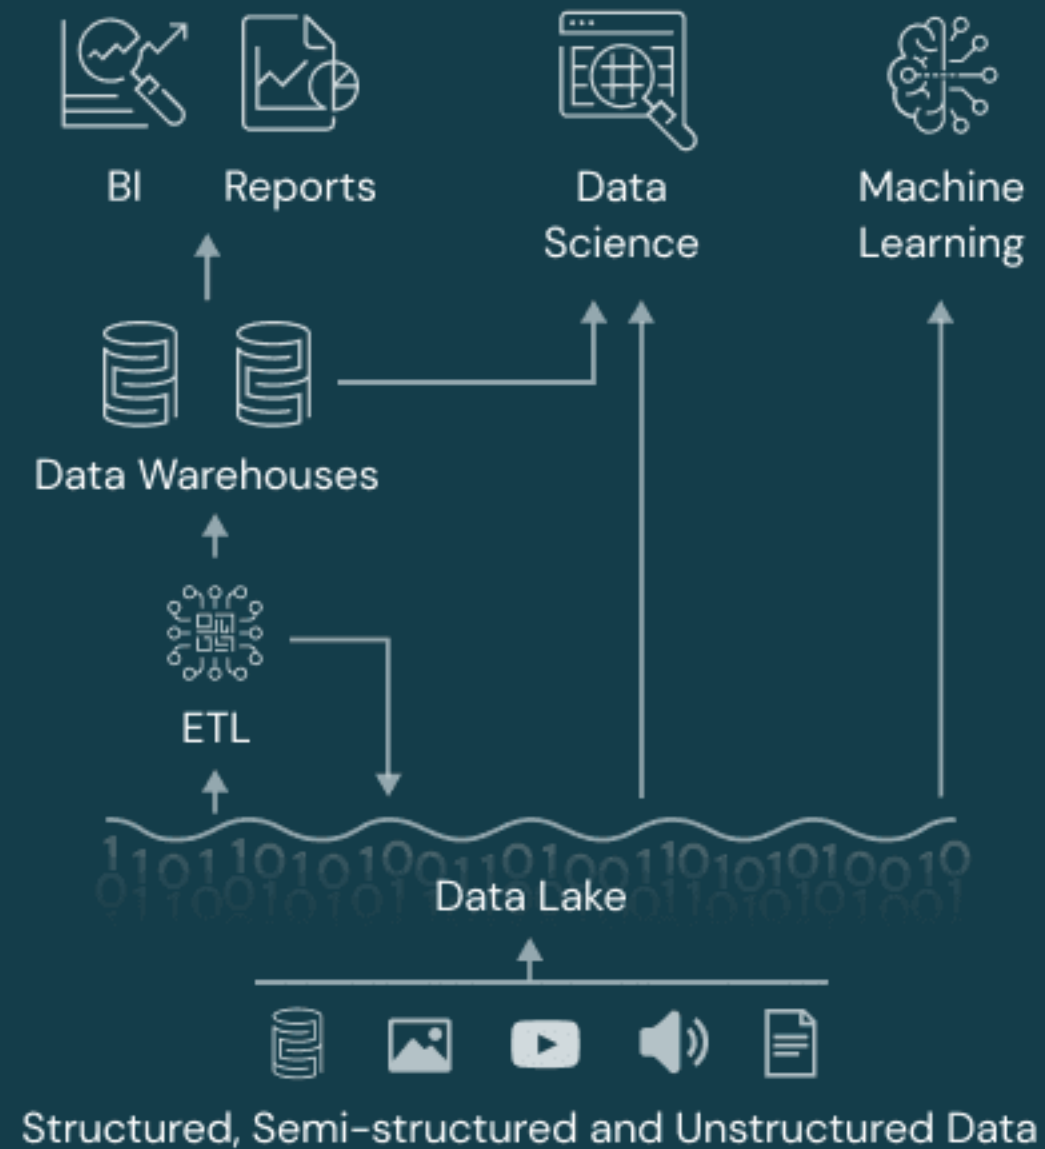 BI
Reports
Data
Science
Machine
Learning
Data Warehouses
ETL
Data Lake
Structured, Semi-structured and Unstructured Data